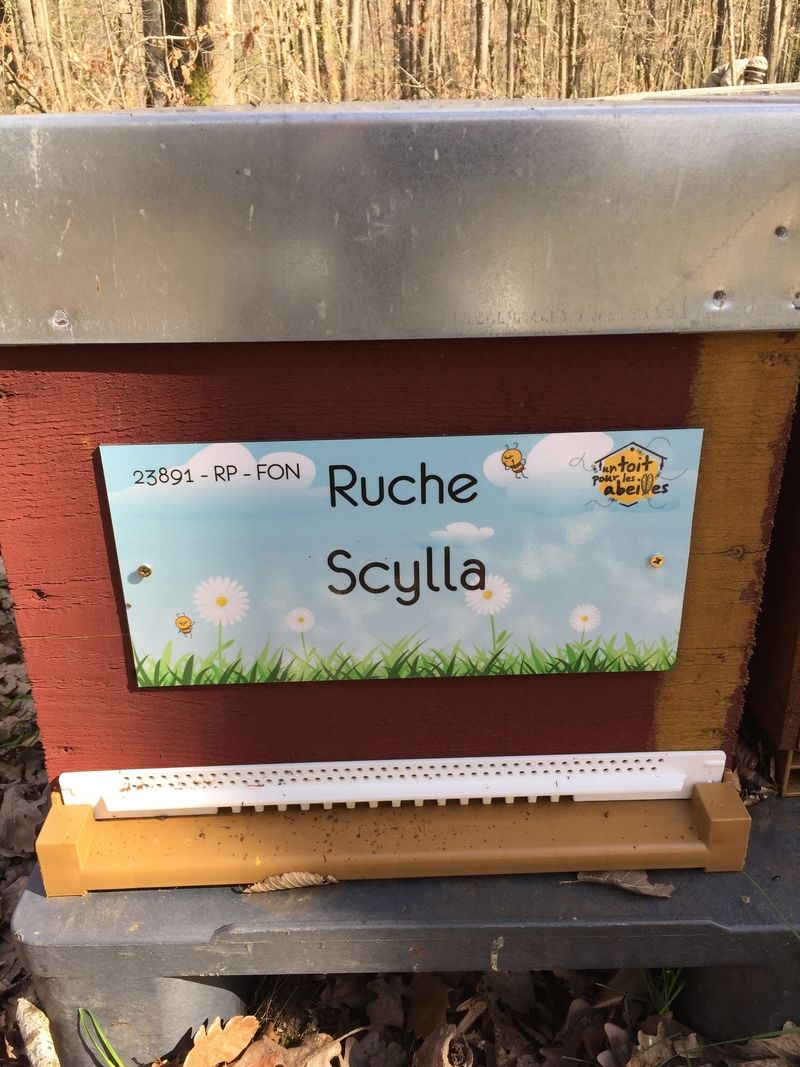 23891 - RP - FON
Ruche
Scylla
un toit
pour les
abeilles